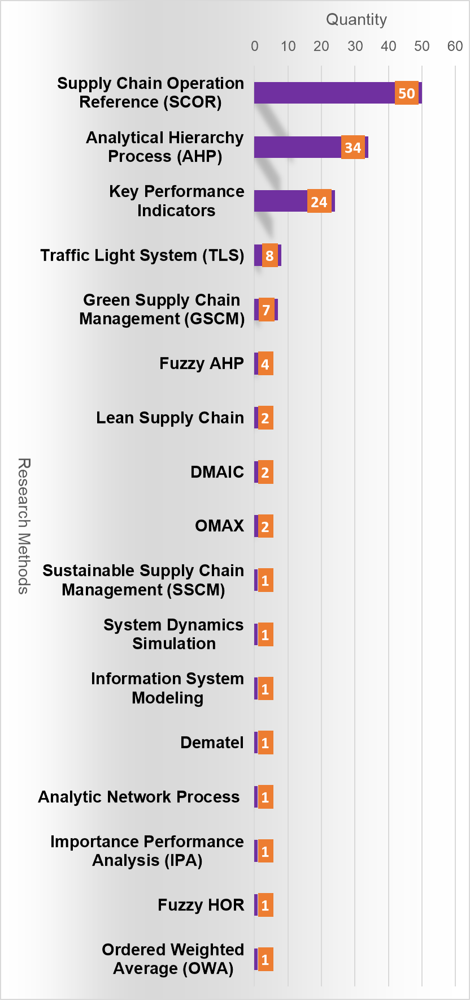 Quantity
0 10 20 30 40 50 60
Supply Chain Operation
Reference (SCOR)
50
Analytical Hierarchy
Process (AHP)
34
Key Performance
Indicators
24
Traffic Light System (TLS)
8
Green Supply Chain
Management (GSCM)
7
Fuzzy AHP
4
Lean Supply Chain
2
DMAIC
2
OMAX
2
Research Methods
Sustainable Supply Chain
Management (SSCM)
1
System Dynamics
Simulation
1
Information System
Modeling
1
Dematel
1
Analytic Network Process
1
Importance Performance
Analysis (IPA)
1
Fuzzy HOR
1
Ordered Weighted
Average (OWA)
1